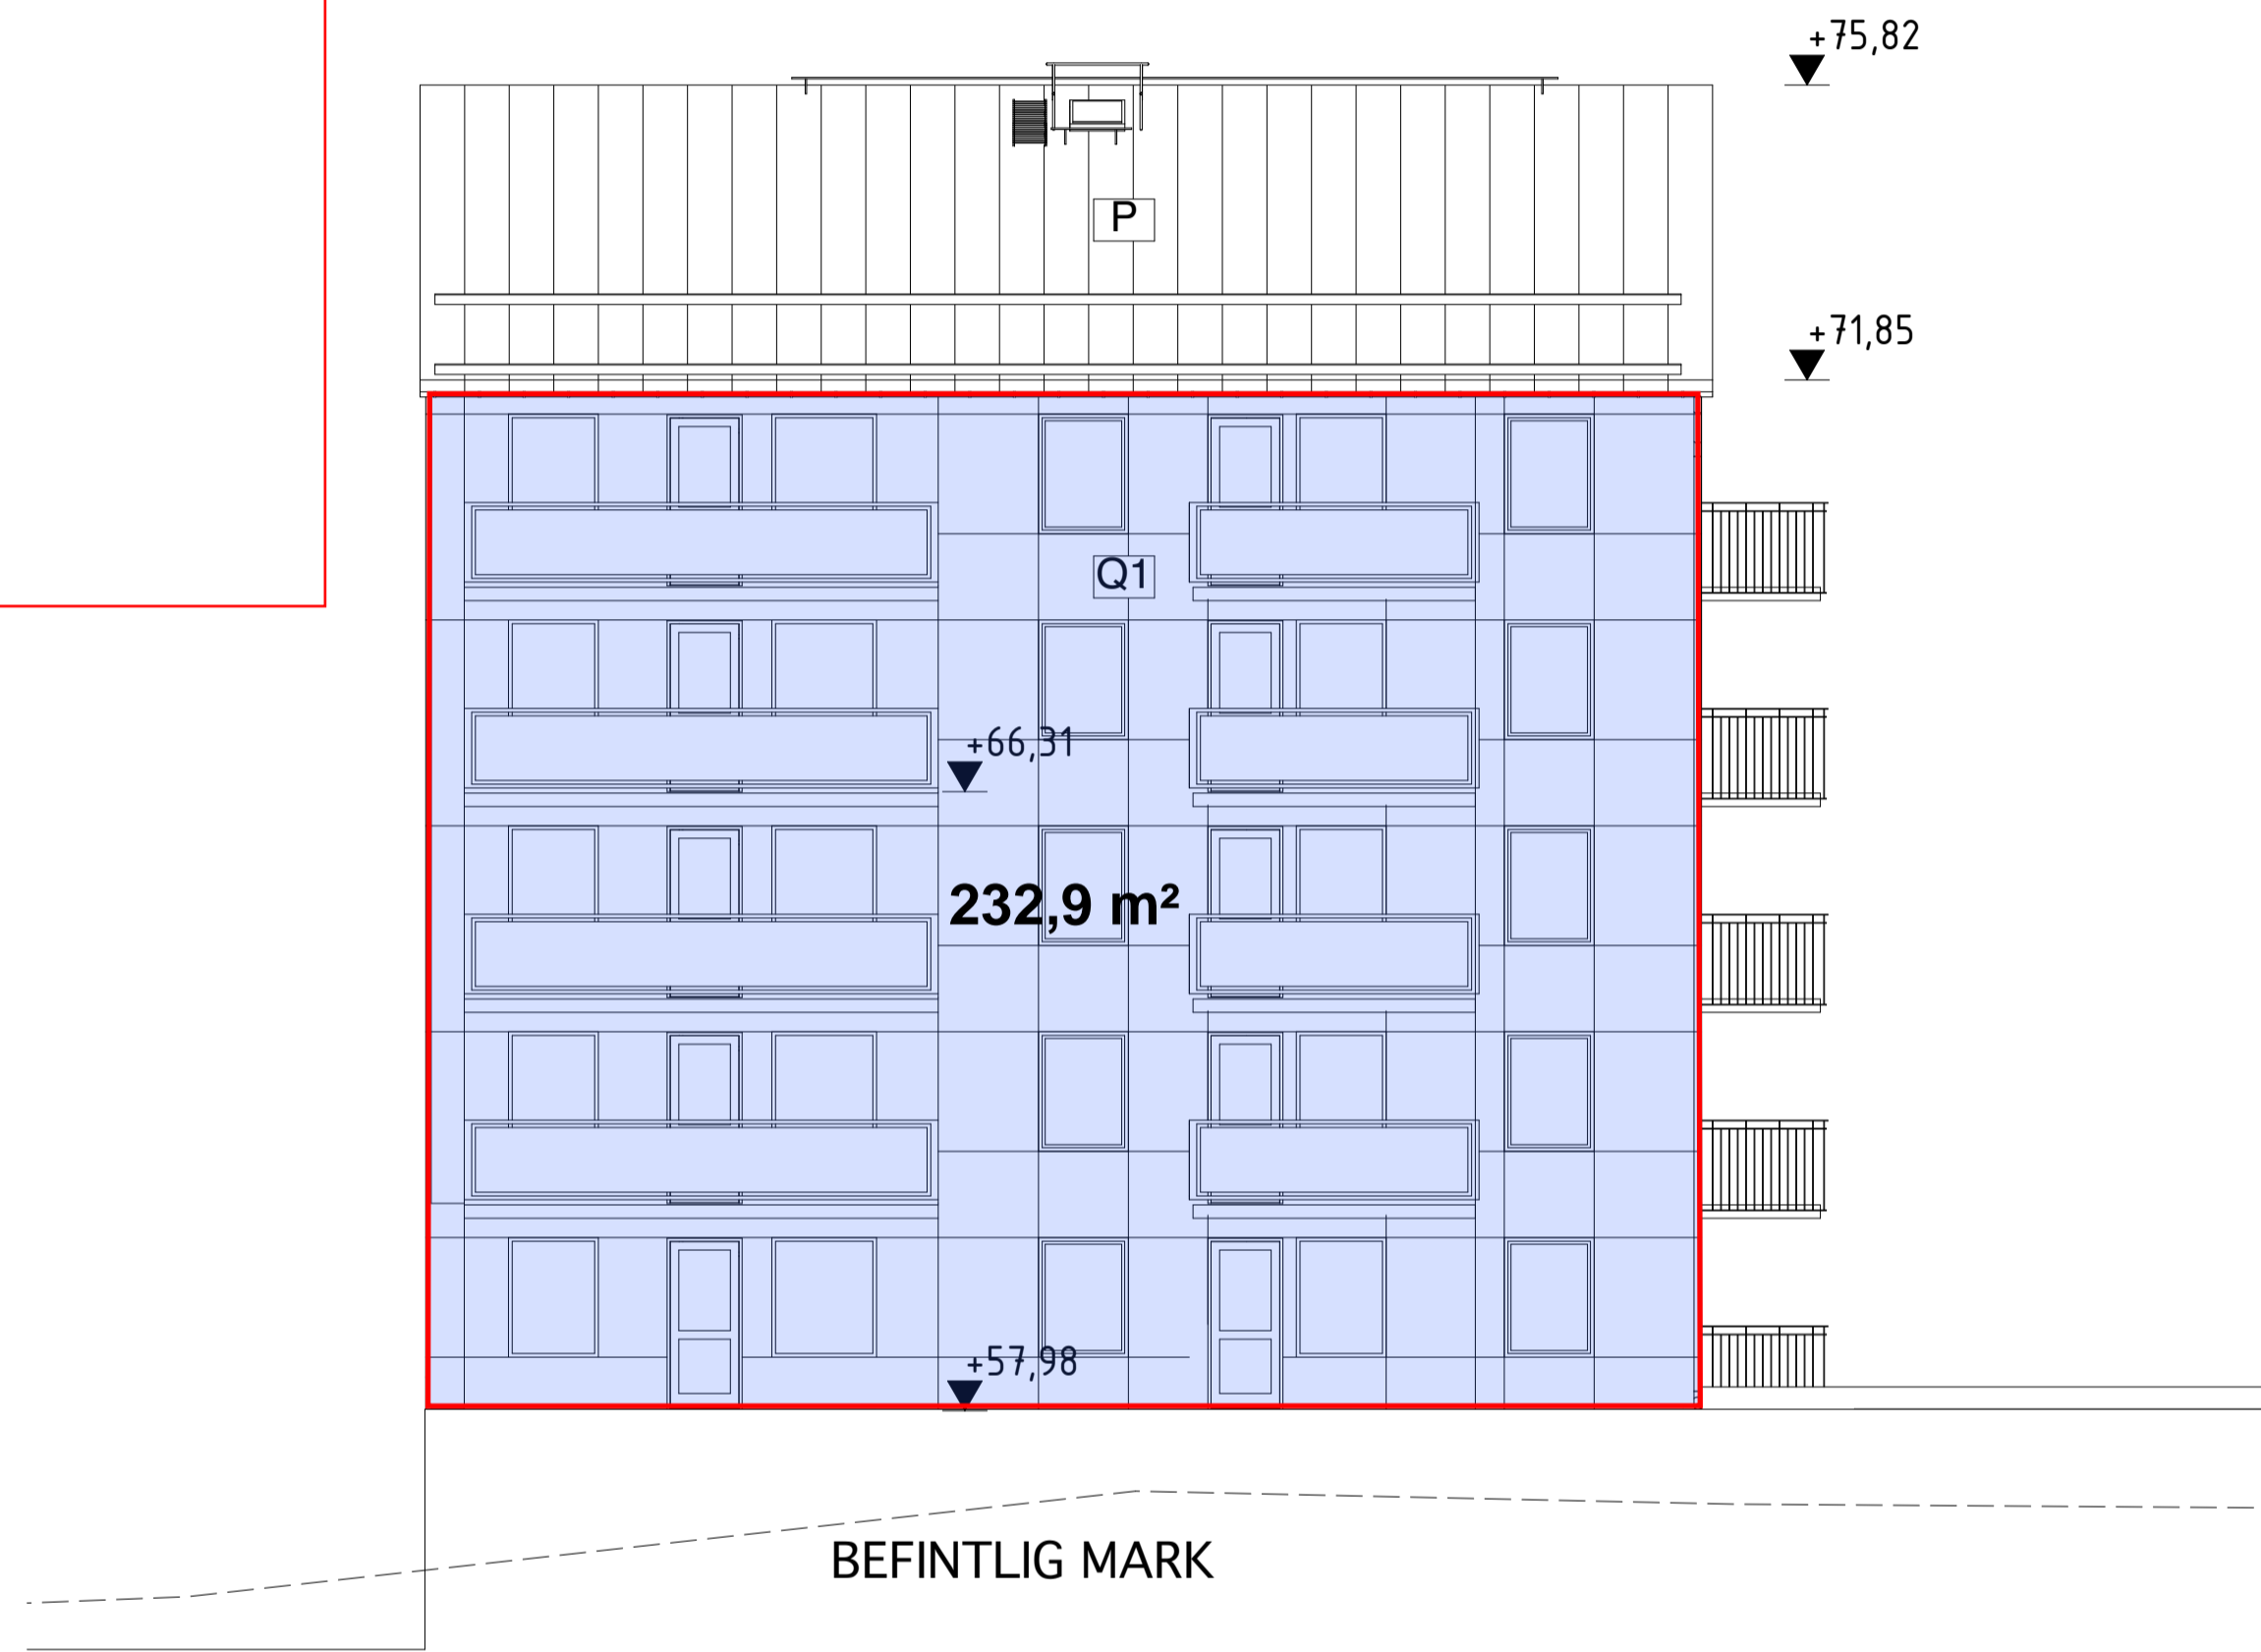 +75,82
P
+71,85
Q1
+66,31
232,9 m²
+57,98
BEFINTLIG MARK